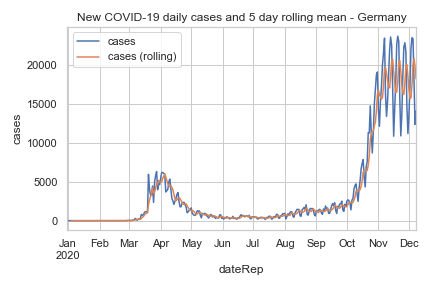 New COVID-19 daily cases and 5 day rolling mean - Germany
cases
cases (rolling)
20000
15000
10000
5000
0
cases
Jan Feb Mar Apr May Jun Jul Aug Sep Oct Nov Dec
2020
dateRep